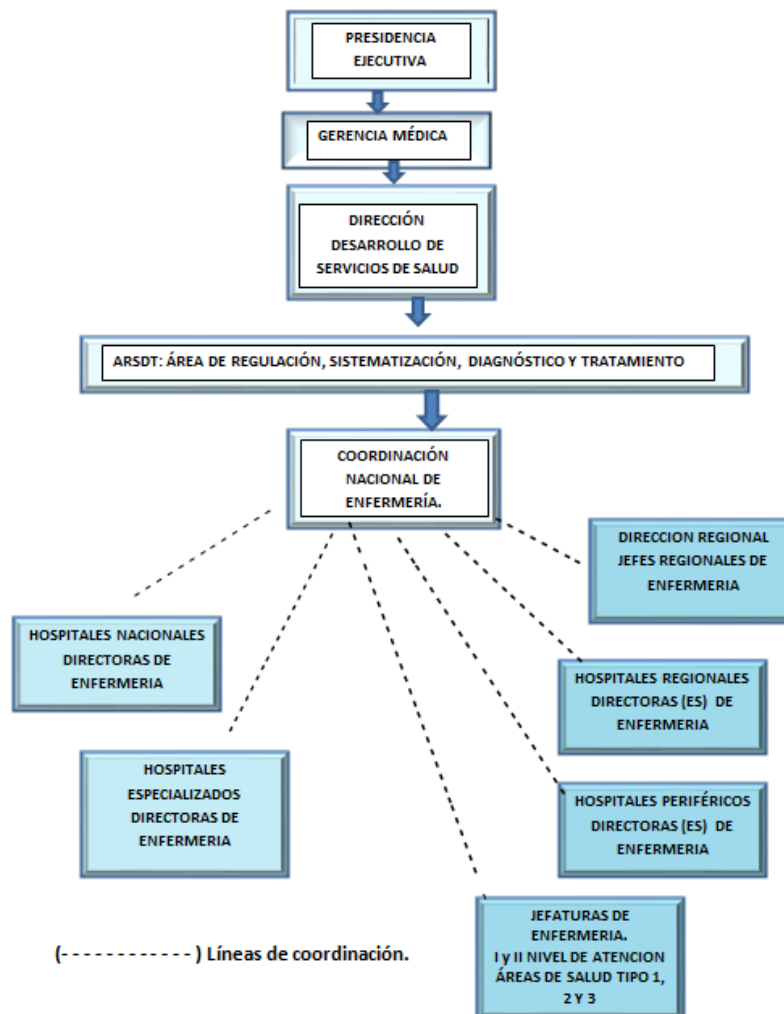 PRESIDENCIA
EJECUTIVA
GERENCIA MÉDICA
DIRECCIÓN
DESARROLLO DE
SERVICIOS DE SALUD
ARSDT: ÁREA DE REGULACIÓN, SISTEMATIZACIÓN, DIAGNÓSTICO Y TRATAMIENTO
COORDINACIÓN
NACIONAL DE
ENFERMERÍA.
DIRECCION REGIONAL
JEFES REGIONALES DE
ENFERMERIA
HOSPITALES NACIONALES
DIRECTORAS DE
ENFERMERIA
HOSPITALES REGIONALES
DIRECTORAS (ES) DE
ENFERMERIA
HOSPITALES
ESPECIALIZADOS
DIRECTORAS DE
ENFERMERIA
HOSPITALES PERIFÉRICOS
DIRECTORAS (ES) DE
ENFERMERIA
JEFATURAS DE
ENFERMERIA.
I y II NIVEL DE ATENCION
ÁREAS DE SALUD TIPO 1,
2 Y 3
(- - - - - - - - - - - - ) Líneas de coordinación.